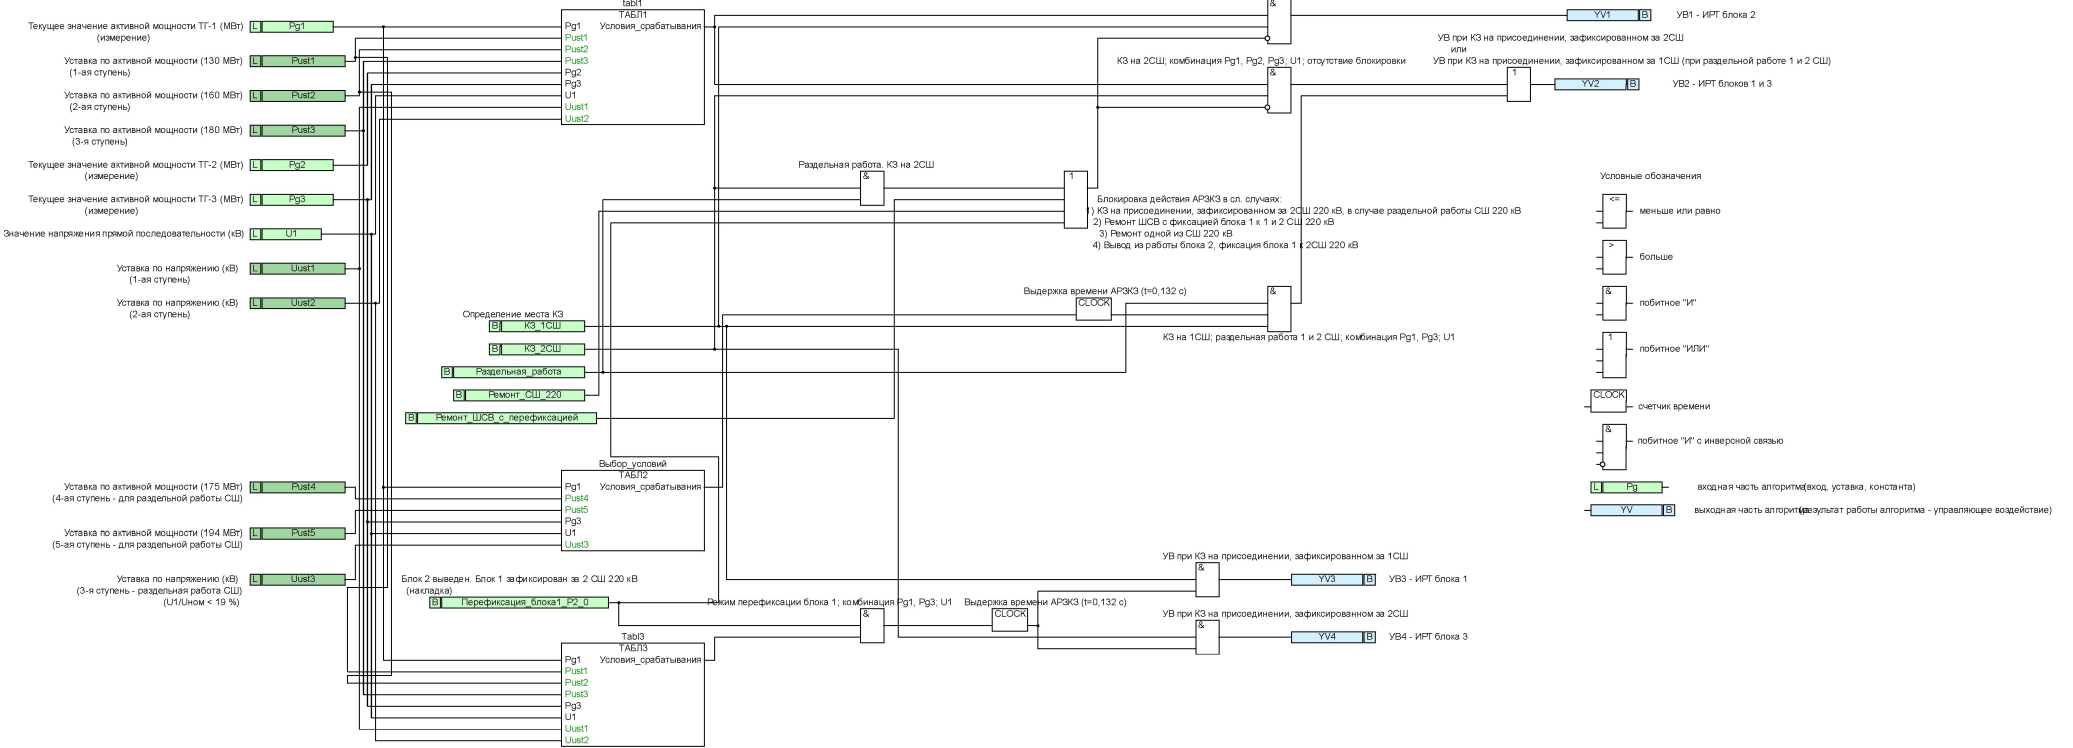 Текущее значение активной мощности ТГ-1 (МВт)
(измерение)
L Pg1
Уставка по активной мощности (130 МВт)
(1-ая ступень)
L Pust1
Уставка по активной мощности (160 МВт)
(2-ая ступень)
L Pust2
Уставка по активной мощности (180 МВт)
(3-я ступень)
L Pust3
Текущее значение активной мощности ТГ-2 (МВт)
(измерение)
L Pg2
Текущее значение активной мощности ТГ-3 (МВт)
(измерение)
L Pg3
Значение напряжения прямой последовательности (кВ)
L U1
Уставка по напряжению (кВ)
(1-ая ступень)
L Uust1
Уставка по напряжению (кВ)
(2-ая ступень)
L Uust2
tabl1
ТАБЛ1
Pg1 Условия_срабатывания
Pust1
Pust2
Pust3
Pg2
Pg3
U1
Uust1
Uust2
&
YV1 B
УВ1 - ИРТ блока 2
КЗ на 2СШ; комбинация Pg1, Pg2, Pg3; U1; отсутствие блокировки
&
УВ при КЗ на присоединении, зафиксированном за 2СШ
или
УВ при КЗ на присоединении, зафиксированном за 1СШ (при раздельной работе 1 и 2 СШ)
1
YV2 B
УВ2 - ИРТ блоков 1 и 3
Раздельная работа. КЗ на 2СШ
&
1
Блокировка действия АРЗКЗ в сл. случаях:
1) КЗ на присоединении, зафиксированном за 2СШ 220 кВ, в случае раздельной работы СШ 220 кВ
2) Ремонт ШСВ с фиксацией блока 1 к 1 и 2 СШ 220 кВ
3) Ремонт одной из СШ 220 кВ
4) Вывод из работы блока 2, фиксация блока 1 к 2СШ 220 кВ
Выдержка времени АРЗКЗ (t=0,132 с)
CLOCK
&
КЗ на 1СШ; раздельная работа 1 и 2 СШ; комбинация Pg1, Pg3; U1
Определение места КЗ
B КЗ_1СШ
B КЗ_2СШ
B Раздельная_работа
B Ремонт_СШ_220
B Ремонт_ШСВ_с_перефиксацией
Условные обозначения
<= меньше или равно
> больше
& побитное "И"
1 побитное "ИЛИ"
CLOCK счетчик времени
& побитное "И" с инверсной связью
L Pg входная часть алгоритма(вход, уставка, константа)
YV B выходная часть алгоритма(результат работы алгоритма - управляющее воздействие)
Уставка по активной мощности (175 МВт)
(4-ая ступень - для раздельной работы СШ)
L Pust4
Уставка по активной мощности (194 МВт)
(5-ая ступень - для раздельной работы СШ)
L Pust5
Уставка по напряжению (кВ)
(3-я ступень - раздельная работа СШ)
(U1/Uном < 19 %)
L Uust3
Выбор_условий
ТАБЛ2
Pg1 Условия_срабатывания
Pust4
Pust5
Pg3
U1
Uust3
Блок 2 выведен. Блок 1 зафиксирован за 2 СШ 220 кВ
(накладка)
B Перефиксация_блока1_P2_0
Режим перефиксации блока 1; комбинация Pg1, Pg3; U1
&
Выдержка времени АРЗКЗ (t=0,132 с)
CLOCK
УВ при КЗ на присоединении, зафиксированном за 1СШ
&
YV3 B
УВ3 - ИРТ блока 1
УВ при КЗ на присоединении, зафиксированном за 2СШ
&
YV4 B
УВ4 - ИРТ блока 3
Tabl3
ТАБЛ3
Pg1 Условия_срабатывания
Pust1
Pust2
Pust3
Pg3
U1
Uust1
Uust2